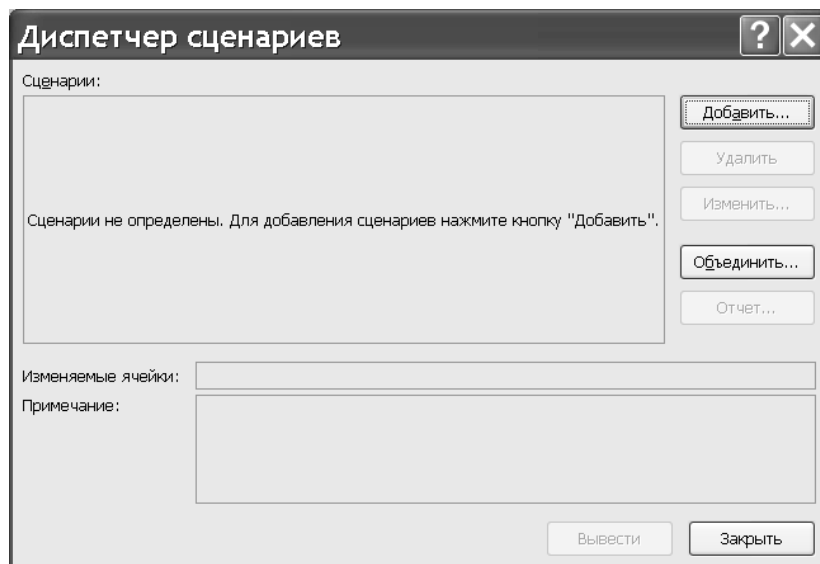 Диспетчер сценариев
Сценарии:
Добавить...
Удалить
Сценарии не определены. Для добавления сценариев нажмите кнопку "Добавить".
Изменить...
Объединить...
Отчет...
Изменяемые ячейки:
Примечание:
Вывести
Закрыть